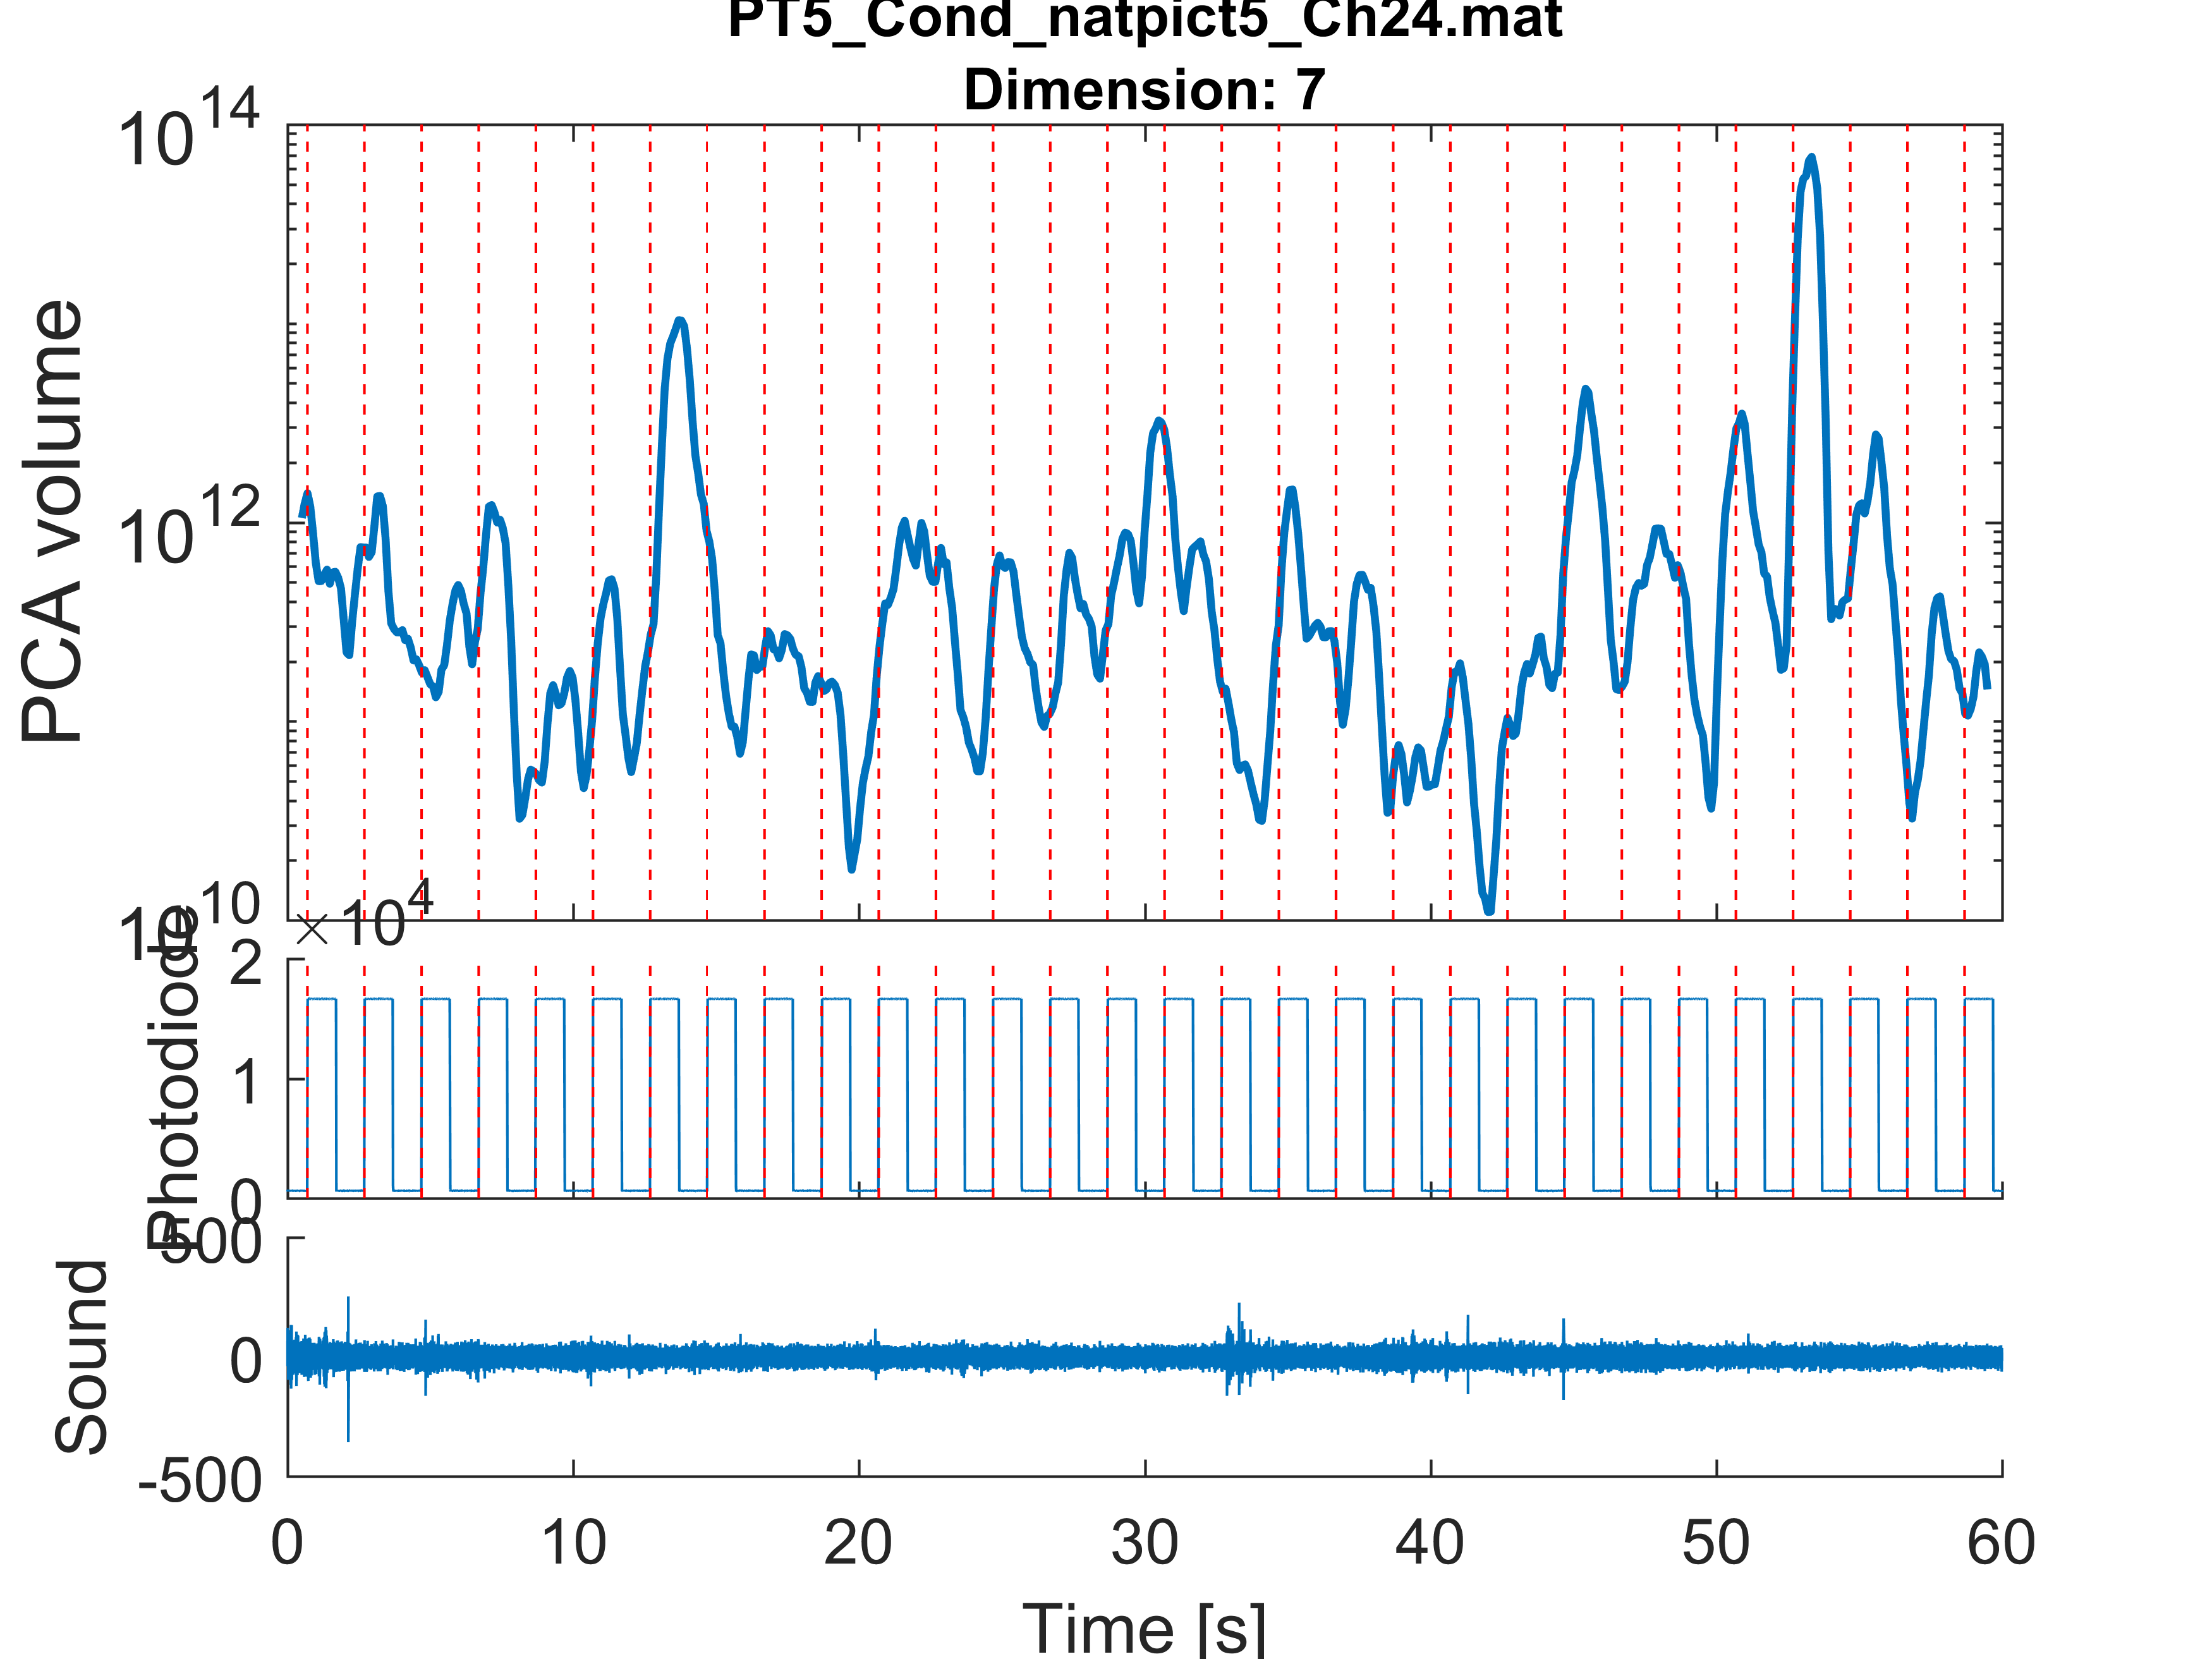 PT5_Cond_natpict5_Ch24.mat
Dimension: 7
10^14
10^12
10^10
PCA volume
×10^4
2
1
0
Photodiode
500
0
-500
Sound
0 10 20 30 40 50 60
Time [s]